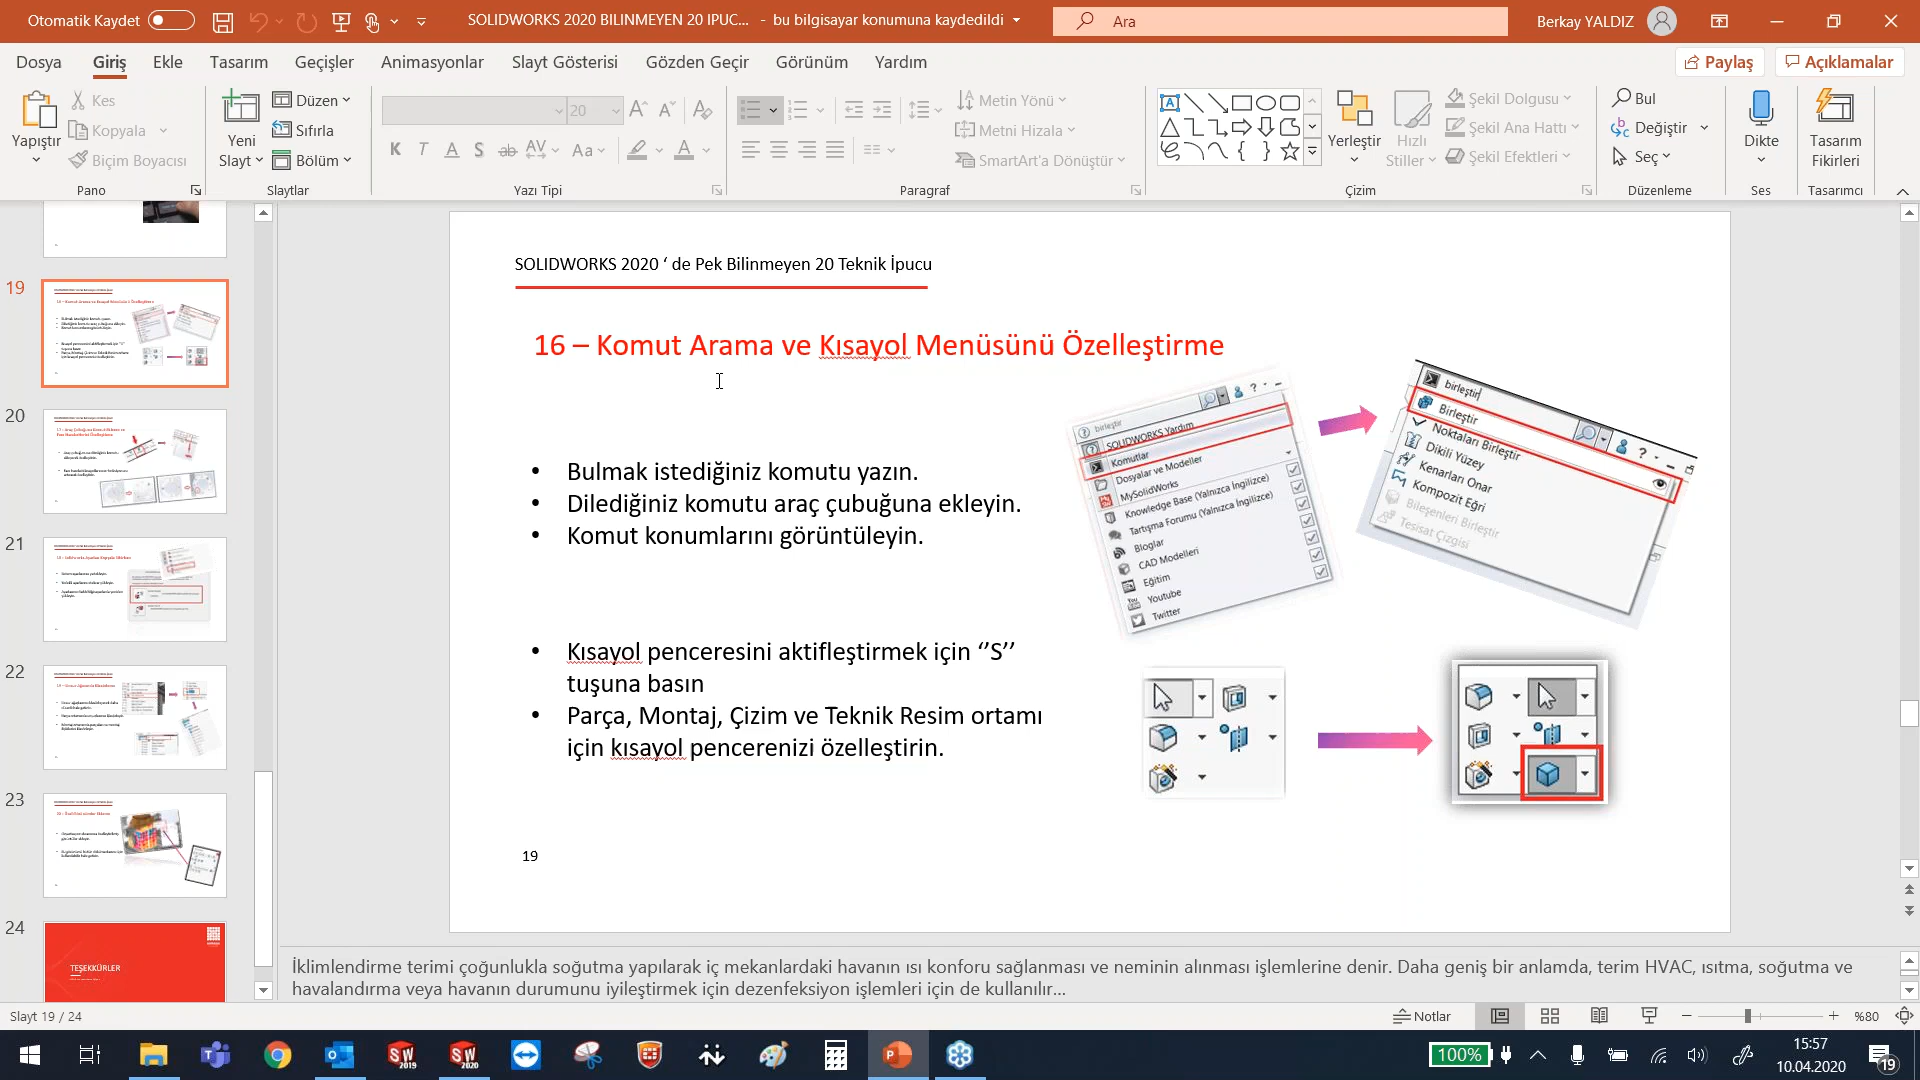 Otomatik Kaydet
SOLIDWORKS 2020 BILINMEYEN 20 IPUC... - bu bilgisayar konumuna kaydedildi
Ara
Berkay YALDIZ
Dosya Giriş Ekle Tasarım Geçişler Animasyonlar Slayt Gösterisi Gözden Geçir Görünüm Yardım
Paylaş
Açıklamalar
Yapıştır
Kes
Kopyala
Biçim Boyacısı
Pano
Yeni
Slayt
Düzen
Sıfırla
Bölüm
Slaytlar
20
K T A S ab AV Aa A
Yazı Tipi
Metin Yönü
Metni Hizala
SmartArt'a Dönüştür
Paragraf
Yerleştir
Hızlı
Stiller
Şekil Dolgusu
Şekil Ana Hattı
Şekil Efektleri
Çizim
Bul
Değiştir
Seç
Düzenleme
Dikte
Ses
Tasarım
Fikirleri
Tasarımcı
19
20
21
22
23
24
TEŞEKKÜRLER
SOLIDWORKS 2020 ‘ de Pek Bilinmeyen 20 Teknik İpucu
16 – Komut Arama ve Kısayol Menüsünü Özelleştirme
• Bulmak istediğiniz komutu yazın.
• Dilediğiniz komutu araç çubuğuna ekleyin.
• Komut konumlarını görüntüleyin.
• Kısayol penceresini aktifleştirmek için ‘’S’’
tuşuna basın
• Parça, Montaj, Çizim ve Teknik Resim ortamı
için kısayol pencerenizi özelleştirin.
birleştir
SOLIDWORKS Yardım
Komutlar
Dosyalar ve Modeller
MySolidWorks
Knowledge Base (Yalnızca İngilizce)
Tartışma Forumu (Yalnızca İngilizce)
Bloglar
CAD Modelleri
Eğitim
Youtube
Twitter
birleştir
Birleştir
Noktaları Birleştir
Dikili Yüzey
Kenarları Onar
Kompozit Eğri
Bileşenleri Birleştir
Tesisat Çizgisi
19
İklimlendirme terimi çoğunlukla soğutma yapılarak iç mekanlardaki havanın ısı konforu sağlanması ve neminin alınması işlemlerine denir. Daha geniş bir anlamda, terim HVAC, ısıtma, soğutma ve
havalandırma veya havanın durumunu iyileştirmek için dezenfeksiyon işlemleri için de kullanılır...
Slayt 19 / 24
Notlar
%80
SW
2019
SW
2020
100%
15:57
10.04.2020
19